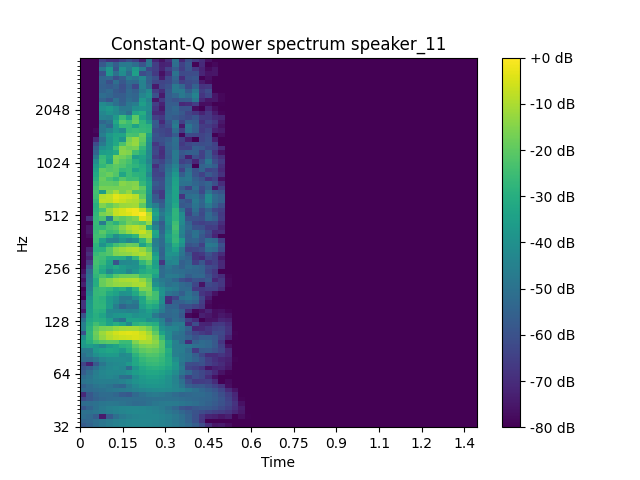 Constant-Q power spectrum speaker_11
Hz
2048
1024
512
256
128
64
32
0 0.15 0.3 0.45 0.6 0.75 0.9 1.1 1.2 1.4
Time
+0 dB
-10 dB
-20 dB
-30 dB
-40 dB
-50 dB
-60 dB
-70 dB
-80 dB